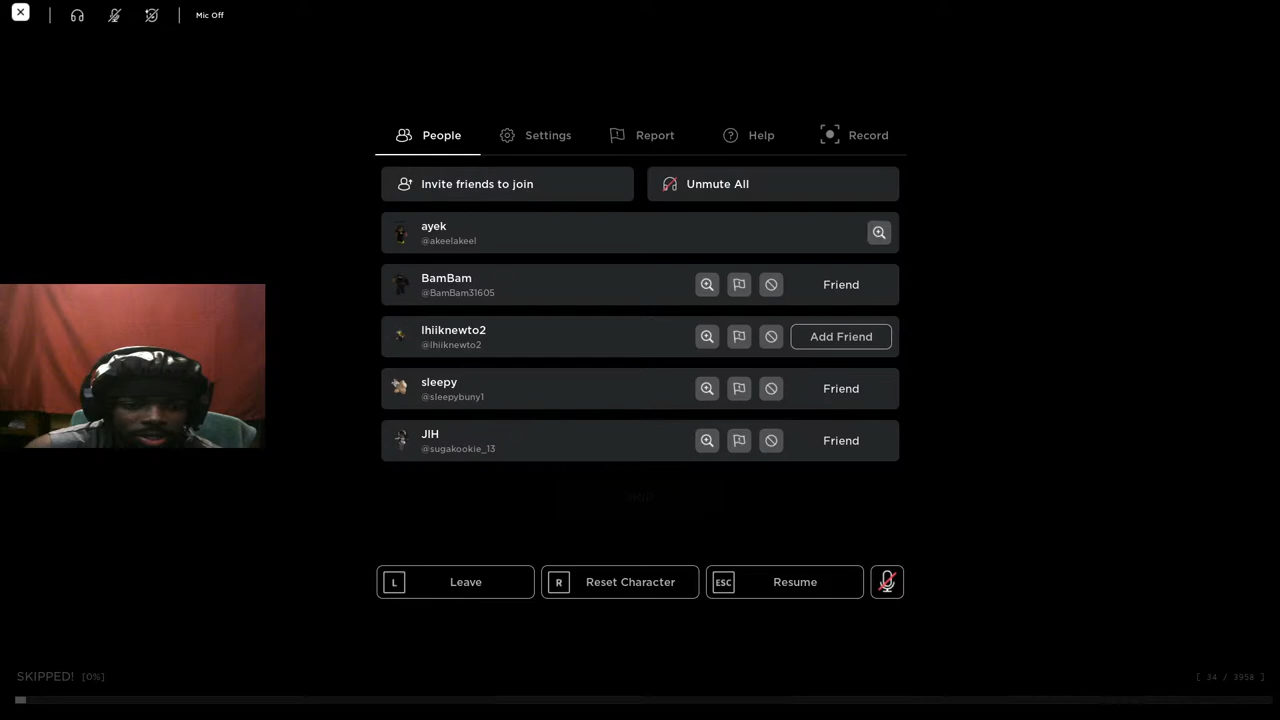 Mic Off
People Settings Report Help Record
Invite friends to join Unmute All
ayek
@akeelakeel
BamBam
@BamBam31605
Friend
lhiiknewto2
@lhiiknewto2
Add Friend
sleepy
@sleepybuny1
Friend
JIH
@sugakookie_13
Friend
L Leave R Reset Character ESC Resume
SKIPPED! [0%] [ 34 / 3958 ]